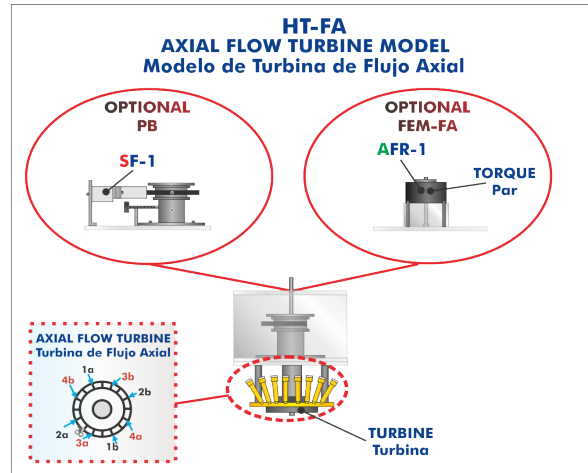 HT-FA
AXIAL FLOW TURBINE MODEL
Modelo de Turbina de Flujo Axial
OPTIONAL
PB
SF-1
OPTIONAL
FEM-FA
AFR-1
TORQUE
Par
AXIAL FLOW TURBINE
Turbina de Flujo Axial
1a
3b
4b
2b
2a
4a
3a
1b
TURBINE
Turbina